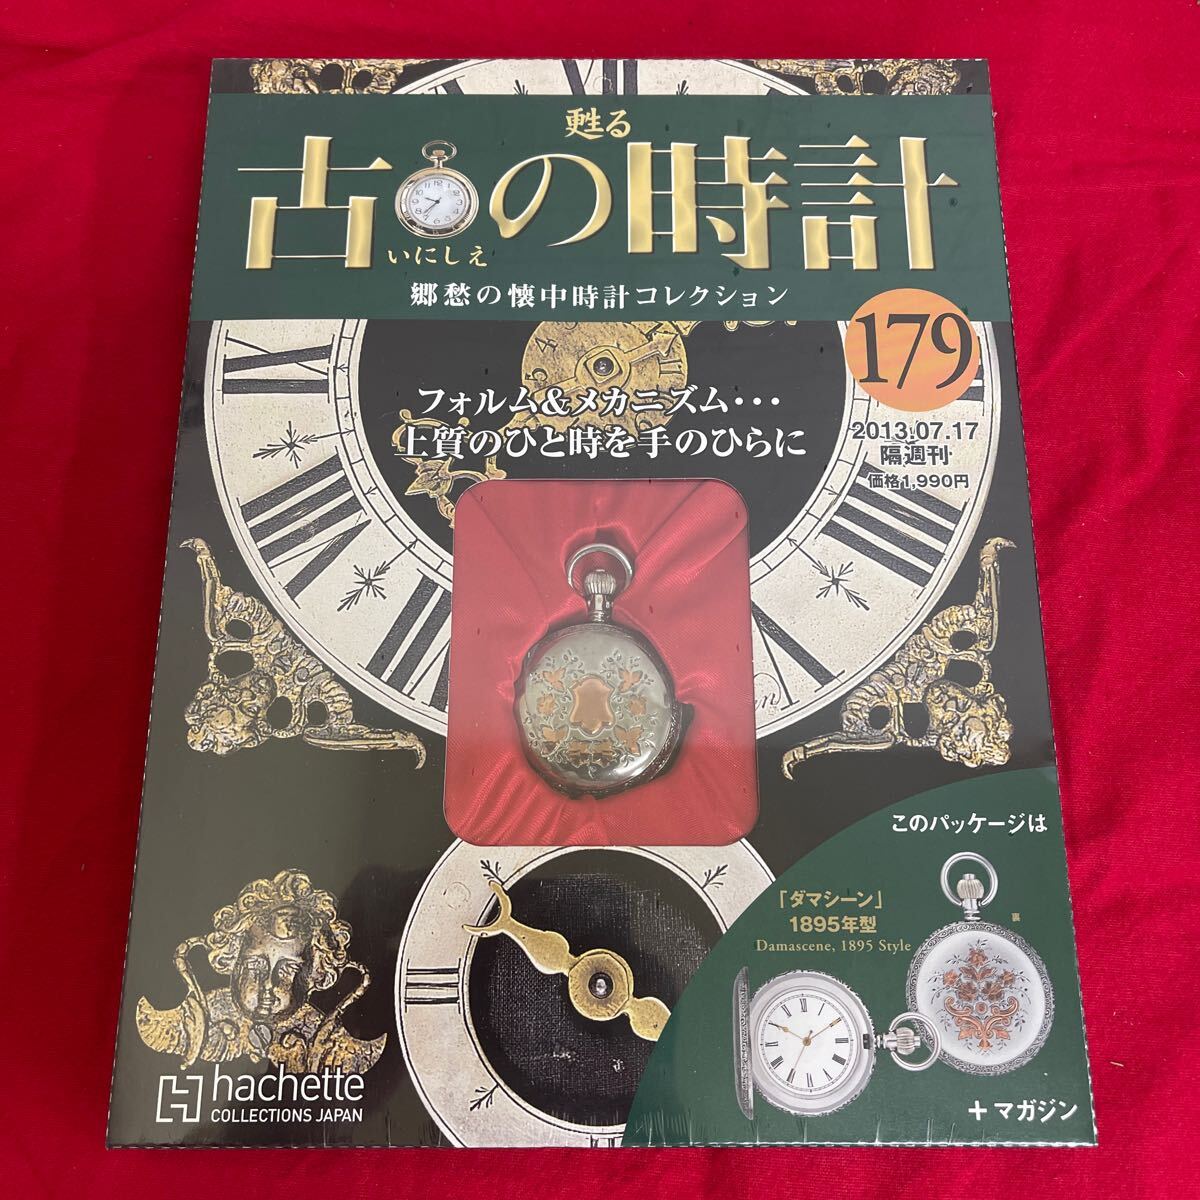 甦る
古の時計
いにしえ
郷愁の懐中時計コレクション
179
2013.07.17
隔週刊
価格1,990円
フォルム&メカニズム・・・
上質のひと時を手のひらに
このパッケージは
「ダマシーン」
1895年型
Damascene, 1895 Style
裏
+マガジン
hachette
COLLECTIONS JAPAN